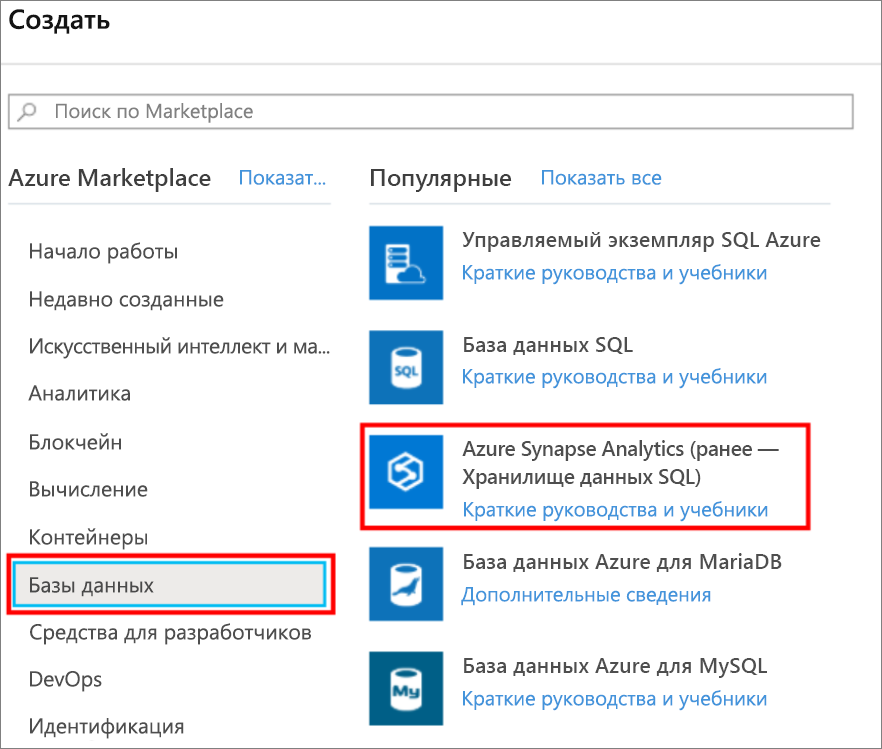 Создать
Поиск по Marketplace
Azure Marketplace
Показат...
Начало работы
Недавно созданные
Искусственный интеллект и ма...
Аналитика
Блокчейн
Вычисление
Контейнеры
Базы данных
Средства для разработчиков
DevOps
Идентификация
Популярные
Показать все
Управляемый экземпляр SQL Azure
Краткие руководства и учебники
SQL
База данных SQL
Краткие руководства и учебники
Azure Synapse Analytics (ранее —
Хранилище данных SQL)
Краткие руководства и учебники
База данных Azure для MariaDB
Дополнительные сведения
My
База данных Azure для MySQL
Краткие руководства и учебники